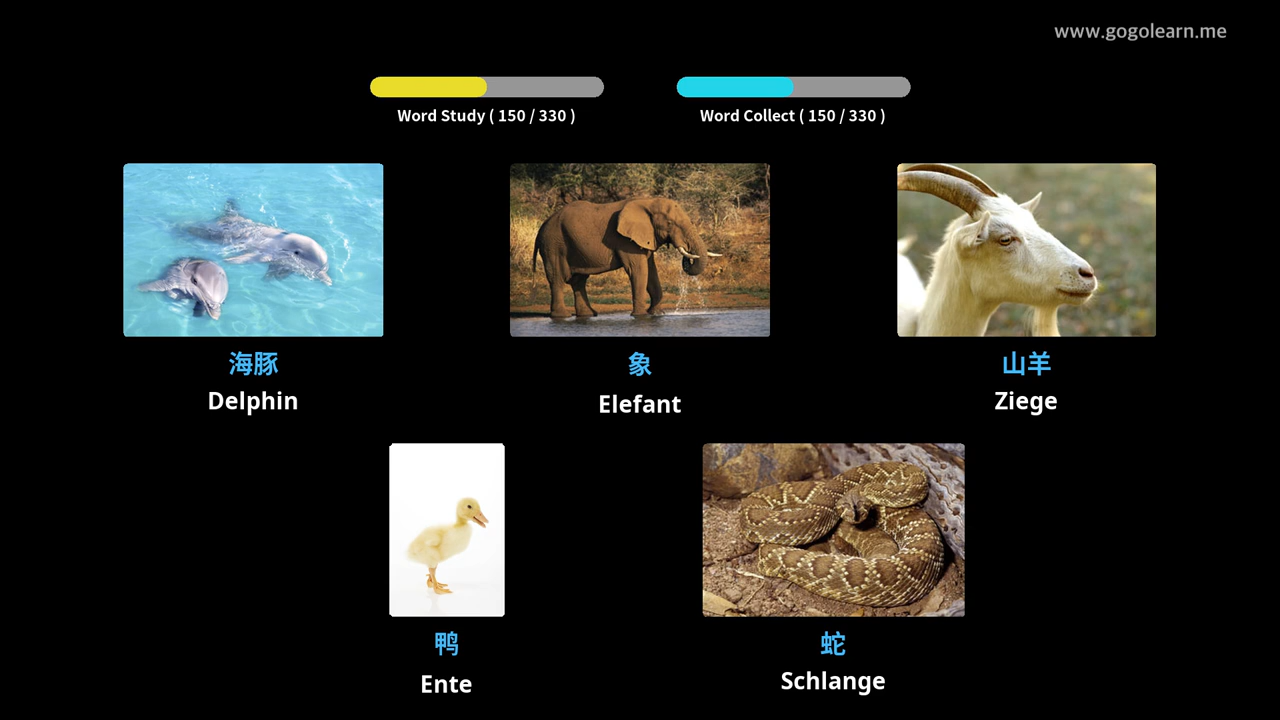 www.gogolearn.me
Word Study ( 150 / 330 )
Word Collect ( 150 / 330 )
海豚
Delphin
象
Elefant
山羊
Ziege
鸭
Ente
蛇
Schlange